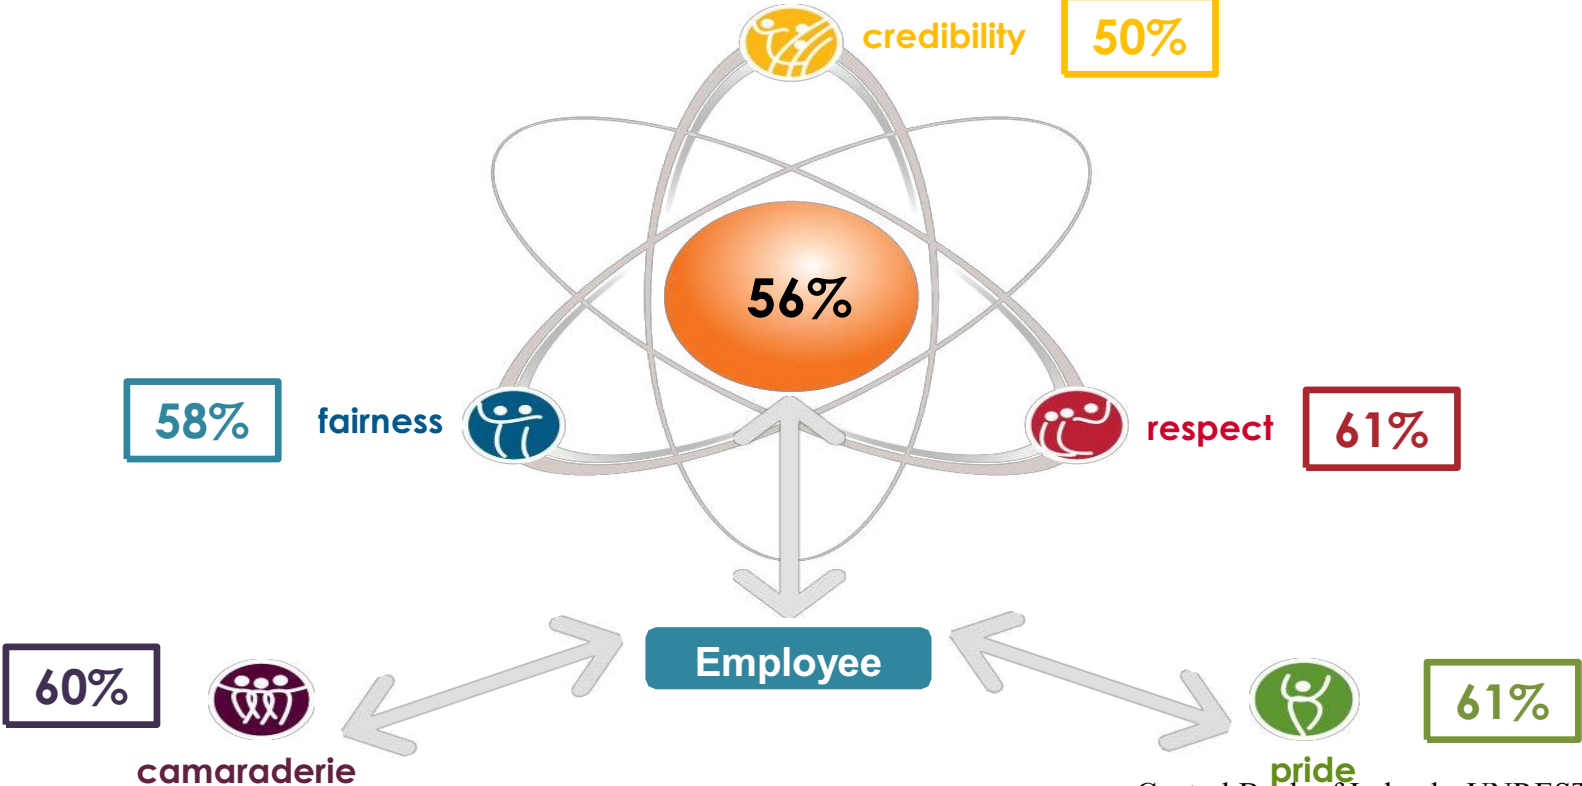 credibility 50%
56%
58% fairness
respect 61%
Employee
60%
61%
camaraderie
pride